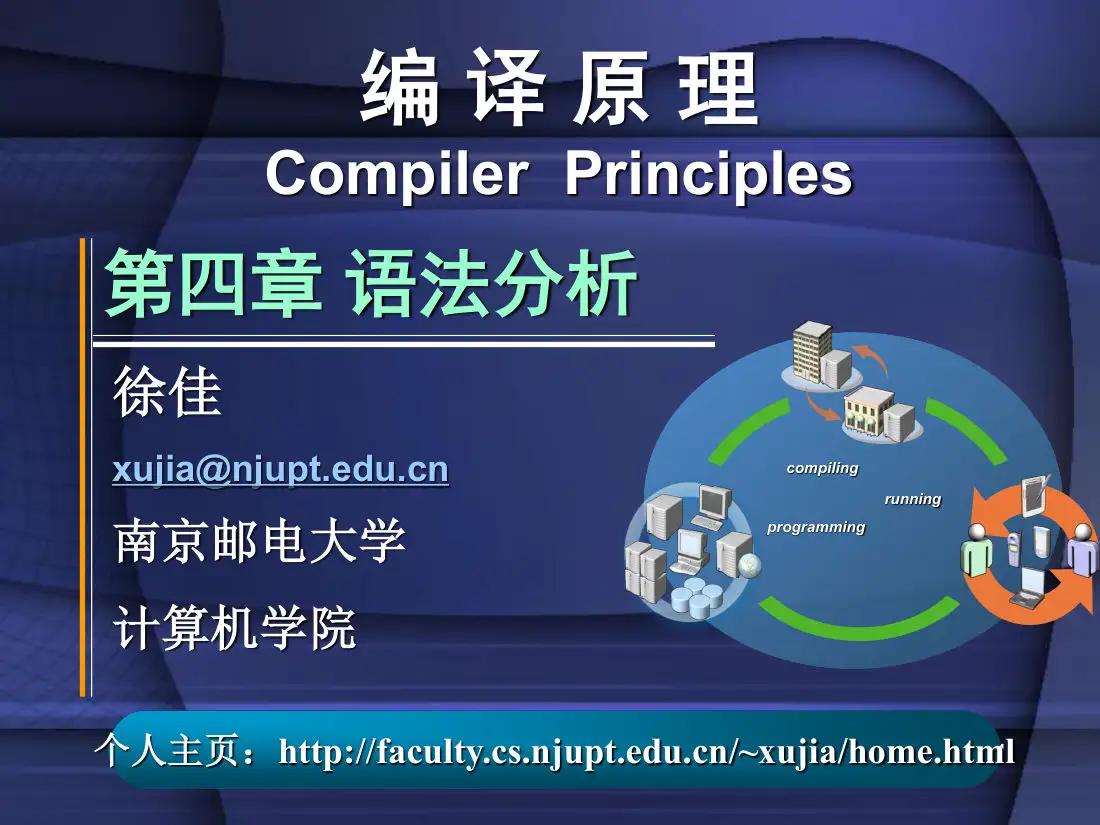 编 译 原 理
Compiler Principles
第四章 语法分析
徐佳
xujia@njupt.edu.cn
南京邮电大学
计算机学院
compiling
running
programming
个人主页：http://faculty.cs.njupt.edu.cn/~xujia/home.html